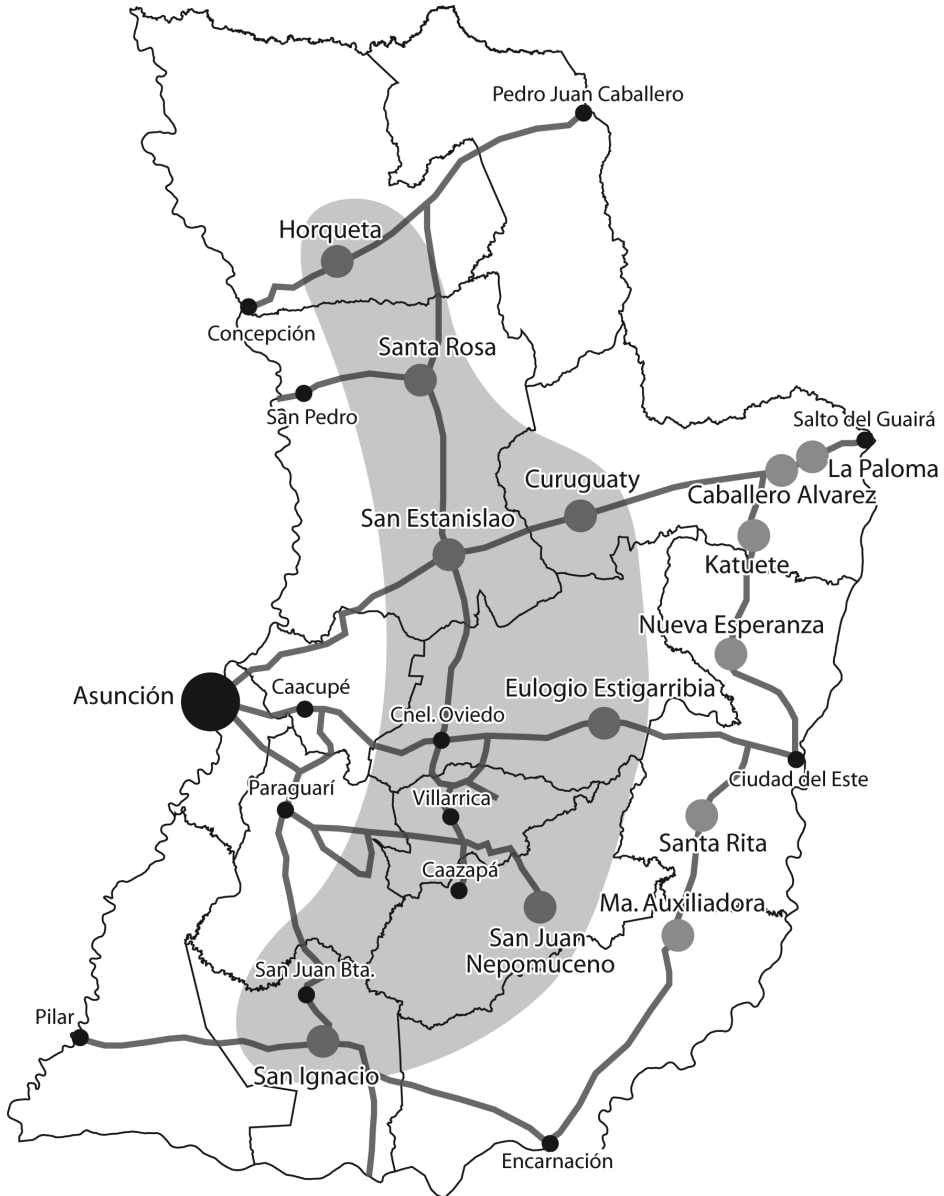 Pedro Juan Caballero
Horqueta
Concepción
Santa Rosa
San Pedro
Salto del Guairá
La Paloma
Curuguaty
Caballero Alvarez
San Estanislao
Katuete
Nueva Esperanza
Asunción
Caacupé
Eulogio Estigarribia
Cnel. Oviedo
Ciudad del Este
Paraguarí
Villarrica
Santa Rita
Caazapá
Ma. Auxiliadora
San Juan
Nepomuceno
San Juan Bta.
Pilar
San Ignacio
Encarnación